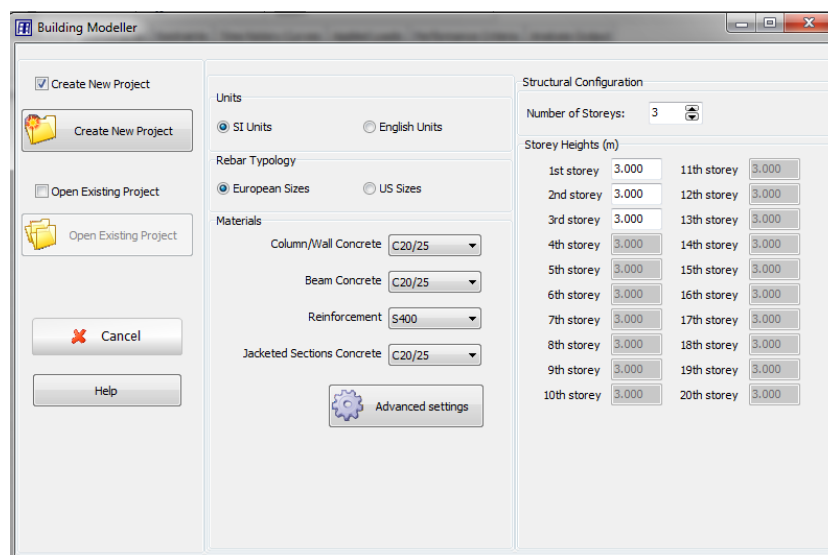 Building Modeller
Create New Project
Create New Project
Open Existing Project
Open Existing Project
Cancel
Help
Units
SI Units English Units
Rebar Typology
European Sizes US Sizes
Materials
Column/Wall Concrete C20/25
Beam Concrete C20/25
Reinforcement S400
Jacketed Sections Concrete C20/25
Advanced settings
Structural Configuration
Number of Storeys: 3
Storey Heights (m)
1st storey 3.000 11th storey 3.000
2nd storey 3.000 12th storey 3.000
3rd storey 3.000 13th storey 3.000
4th storey 3.000 14th storey 3.000
5th storey 3.000 15th storey 3.000
6th storey 3.000 16th storey 3.000
7th storey 3.000 17th storey 3.000
8th storey 3.000 18th storey 3.000
9th storey 3.000 19th storey 3.000
10th storey 3.000 20th storey 3.000